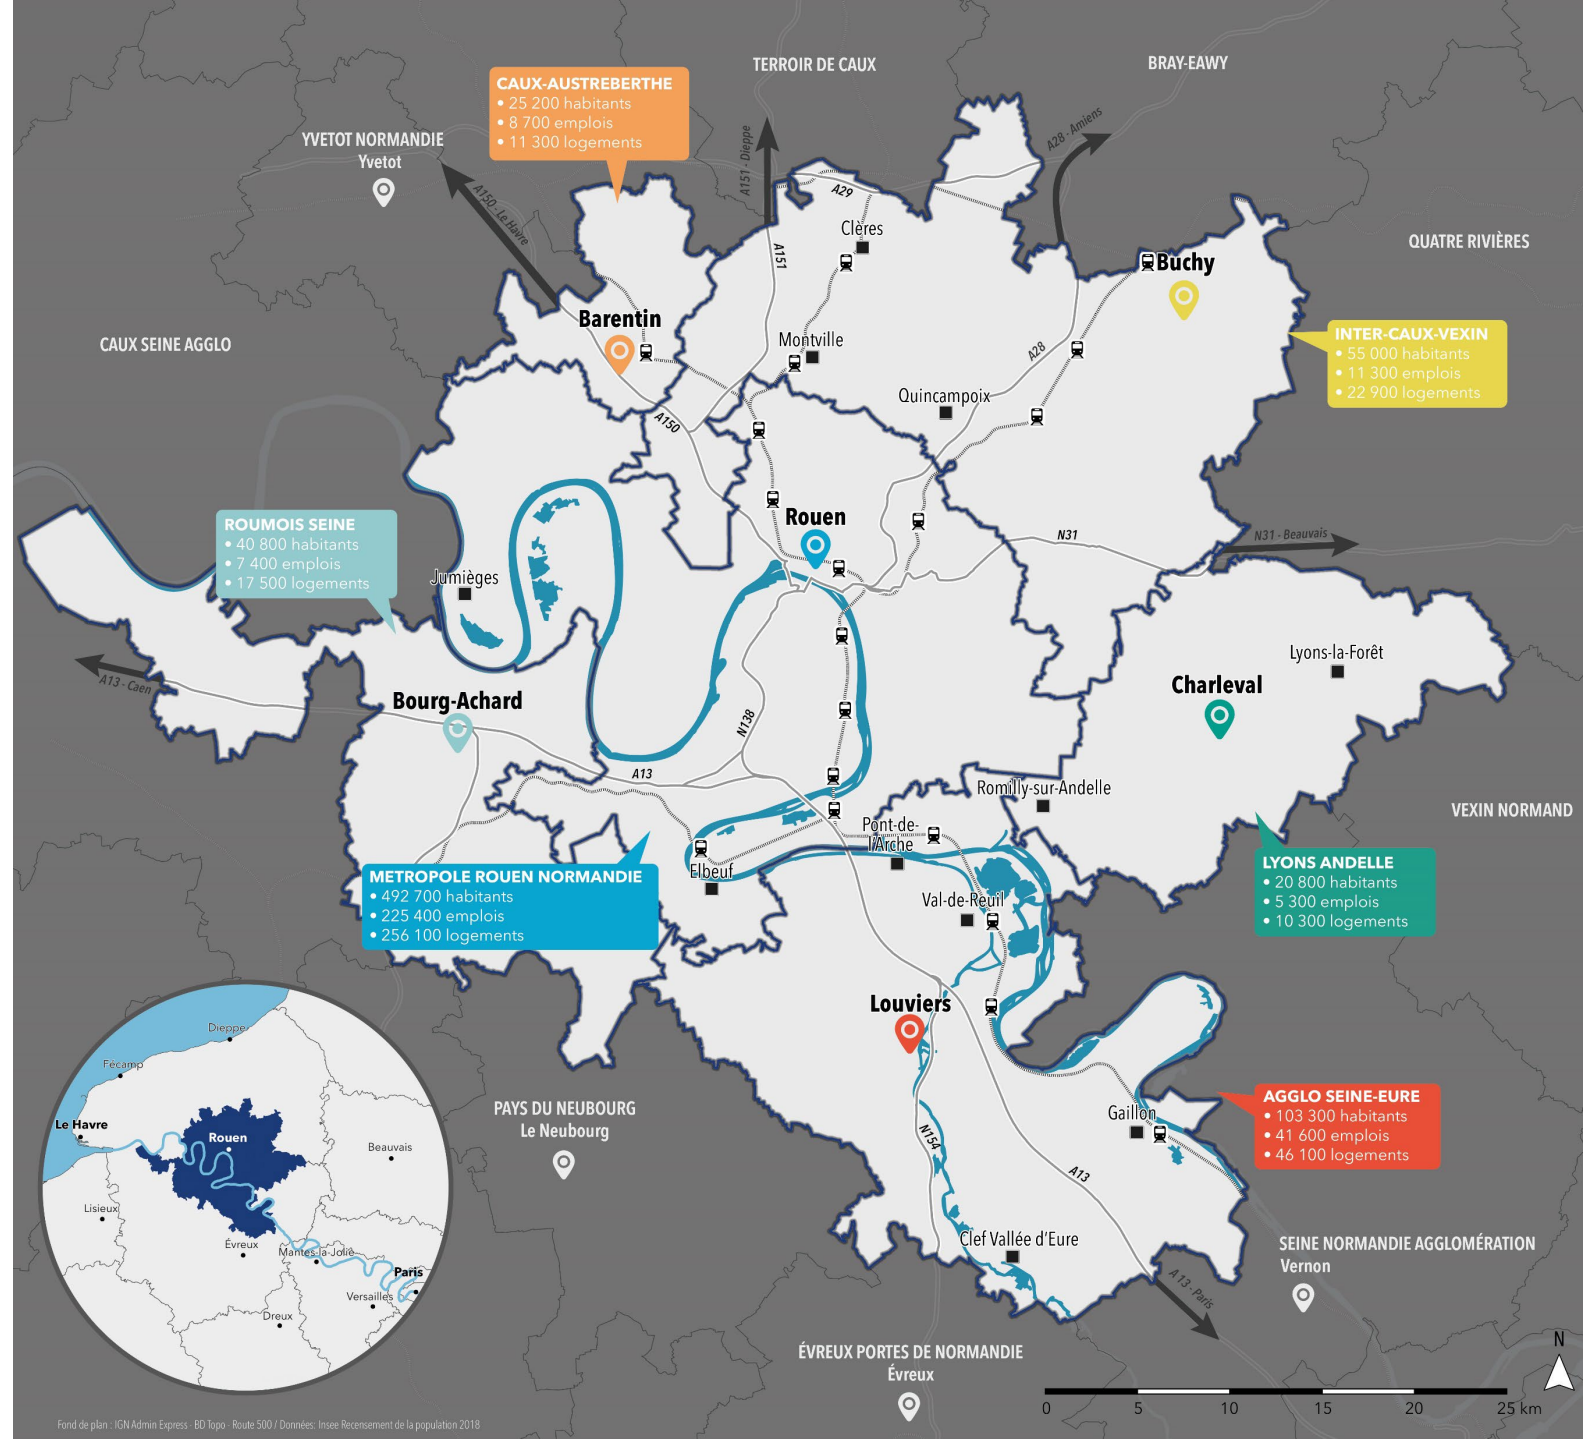 TERROIR DE CAUX
BRAY-EAWY
CAUX-AUSTREBERTHE
• 25 200 habitants
• 8 700 emplois
• 11 300 logements
YVETOT NORMANDIE
Yvetot
A150 - Le Havre
A151 - Dieppe
A28 - Amiens
A29
Clères
A151
QUATRE RIVIÈRES
Buchy
Barentin
Montville
CAUX SEINE AGGLO
INTER-CAUX-VEXIN
• 55 000 habitants
• 11 300 emplois
• 22 900 logements
A28
Quincampoix
A150
ROUMOIS SEINE
• 40 800 habitants
• 7 400 emplois
• 17 500 logements
Rouen
N31
N31 - Beauvais
Jumièges
Lyons-la-Forêt
A13 - Caen
Charleval
Bourg-Achard
N138
A13
Romilly-sur-Andelle
VEXIN NORMAND
Pont-de-
l'Arche
METROPOLE ROUEN NORMANDIE
• 492 700 habitants
• 225 400 emplois
• 256 100 logements
Elbeuf
LYONS ANDELLE
• 20 800 habitants
• 5 300 emplois
• 10 300 logements
Val-de-Reuil
Louviers
Dieppe
Fécamp
Le Havre
Rouen
Beauvais
Lisieux
Évreux
Mantes-la-Jolie
Paris
Versailles
Dreux
PAYS DU NEUBOURG
Le Neubourg
Gaillon
AGGLO SEINE-EURE
• 103 300 habitants
• 41 600 emplois
• 46 100 logements
N154
A13
Clef Vallée d'Eure
A13 - Paris
SEINE NORMANDIE AGGLOMÉRATION
Vernon
ÉVREUX PORTES DE NORMANDIE
Évreux
N
0 5 10 15 20 25 km
Fond de plan : IGN Admin Express - BD Topo - Route 500 / Données: Insee Recensement de la population 2018